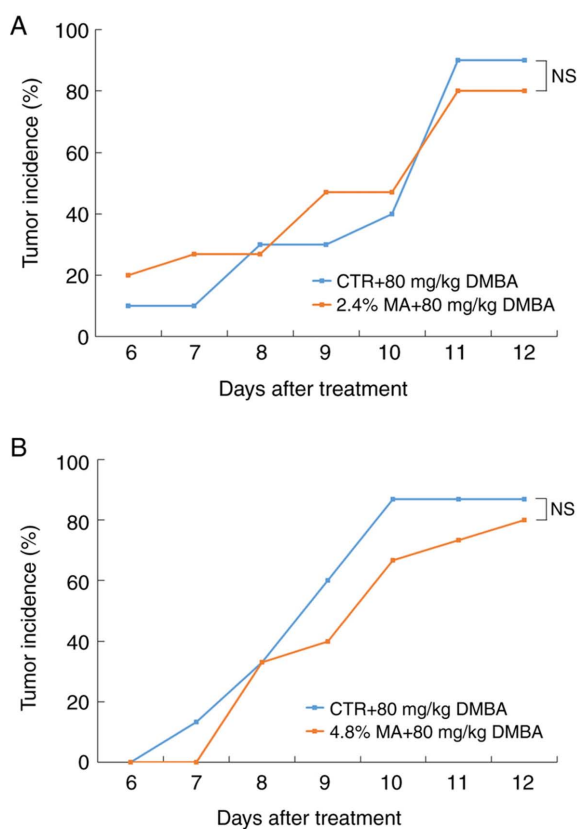 A
Tumor incidence (%)
100
80
60
40
20
0
NS
CTR+80 mg/kg DMBA
2.4% MA+80 mg/kg DMBA
6 7 8 9 10 11 12
Days after treatment
B
Tumor incidence (%)
100
80
60
40
20
0
NS
CTR+80 mg/kg DMBA
4.8% MA+80 mg/kg DMBA
6 7 8 9 10 11 12
Days after treatment